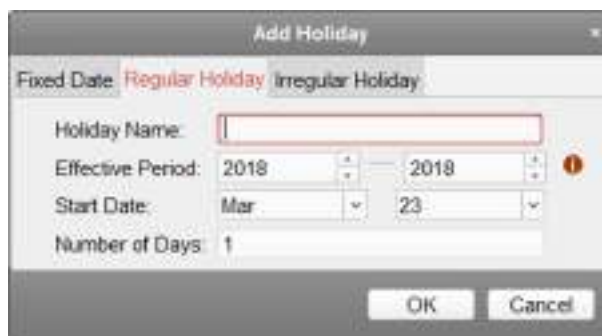 Add Holiday
Fixed Date Regular Holiday Irregular Holiday
Holiday Name:
Effective Period: 2018 — 2018
Start Date: Mar 23
Number of Days: 1
OK Cancel